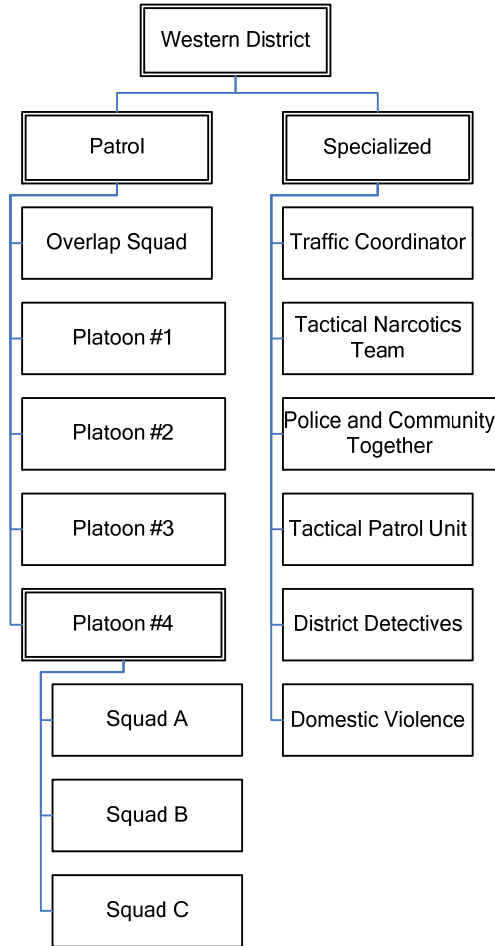 Western District
Patrol
Overlap Squad
Platoon #1
Platoon #2
Platoon #3
Platoon #4
Squad A
Squad B
Squad C
Specialized
Traffic Coordinator
Tactical Narcotics
Team
Police and Community
Together
Tactical Patrol Unit
District Detectives
Domestic Violence